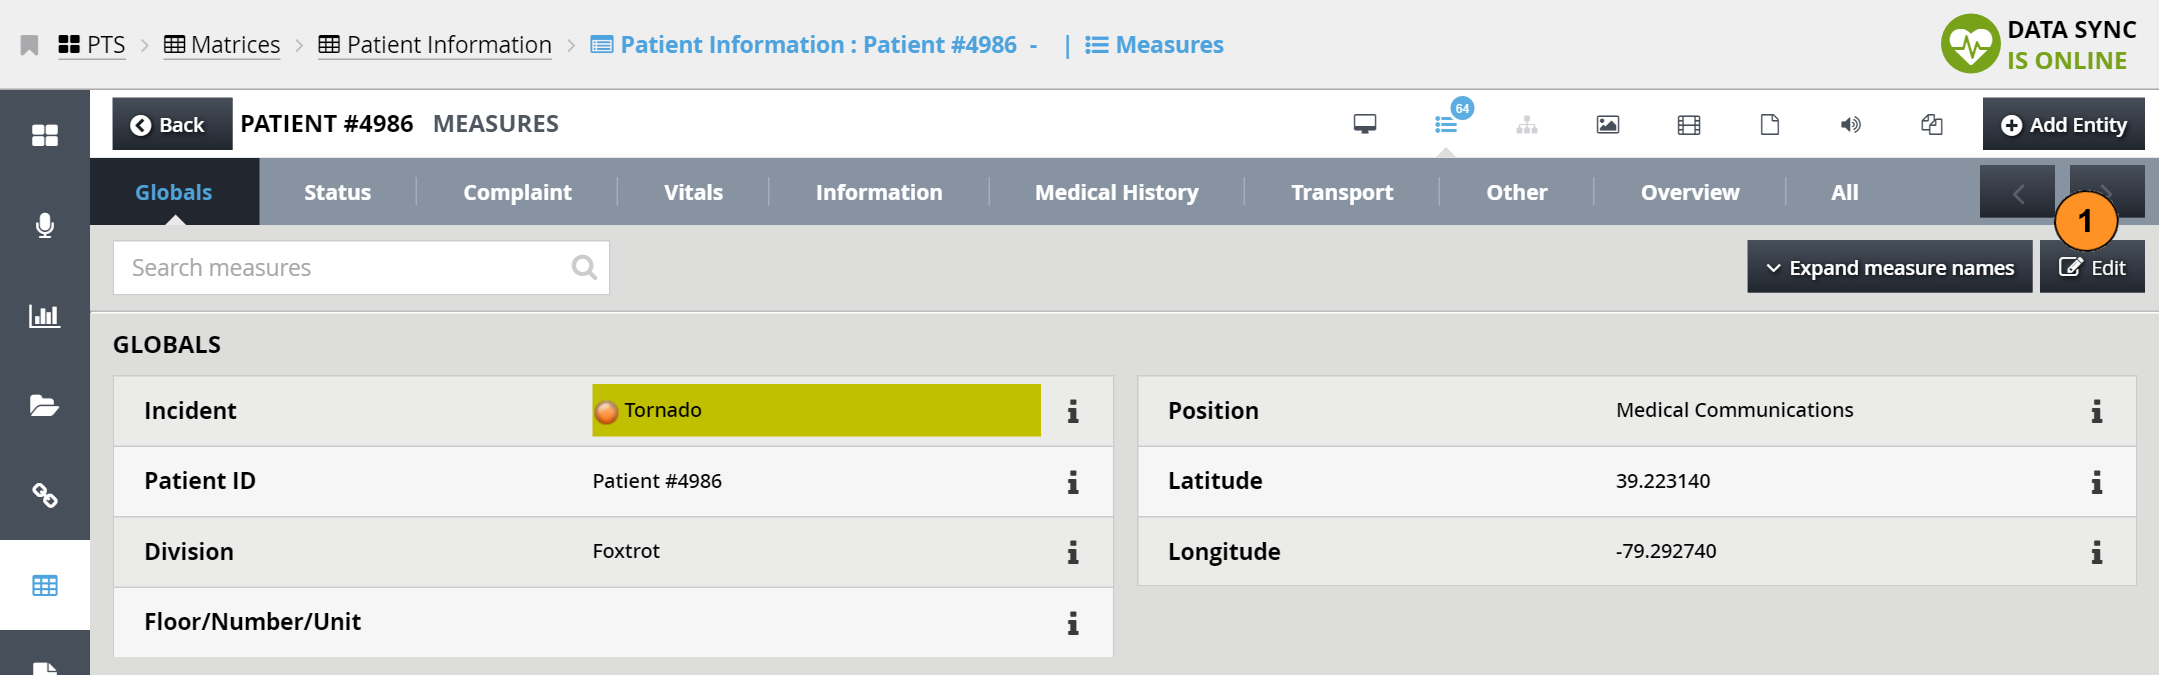 PTS > Matrices > Patient Information > Patient Information : Patient #4986 - | Measures
DATA SYNC
IS ONLINE
Back PATIENT #4986 MEASURES 64 Add Entity
Globals Status Complaint Vitals Information Medical History Transport Other Overview All
1
Search measures Expand measure names Edit
GLOBALS
Incident Tornado
Position Medical Communications
Patient ID Patient #4986
Latitude 39.223140
Division Foxtrot
Longitude -79.292740
Floor/Number/Unit